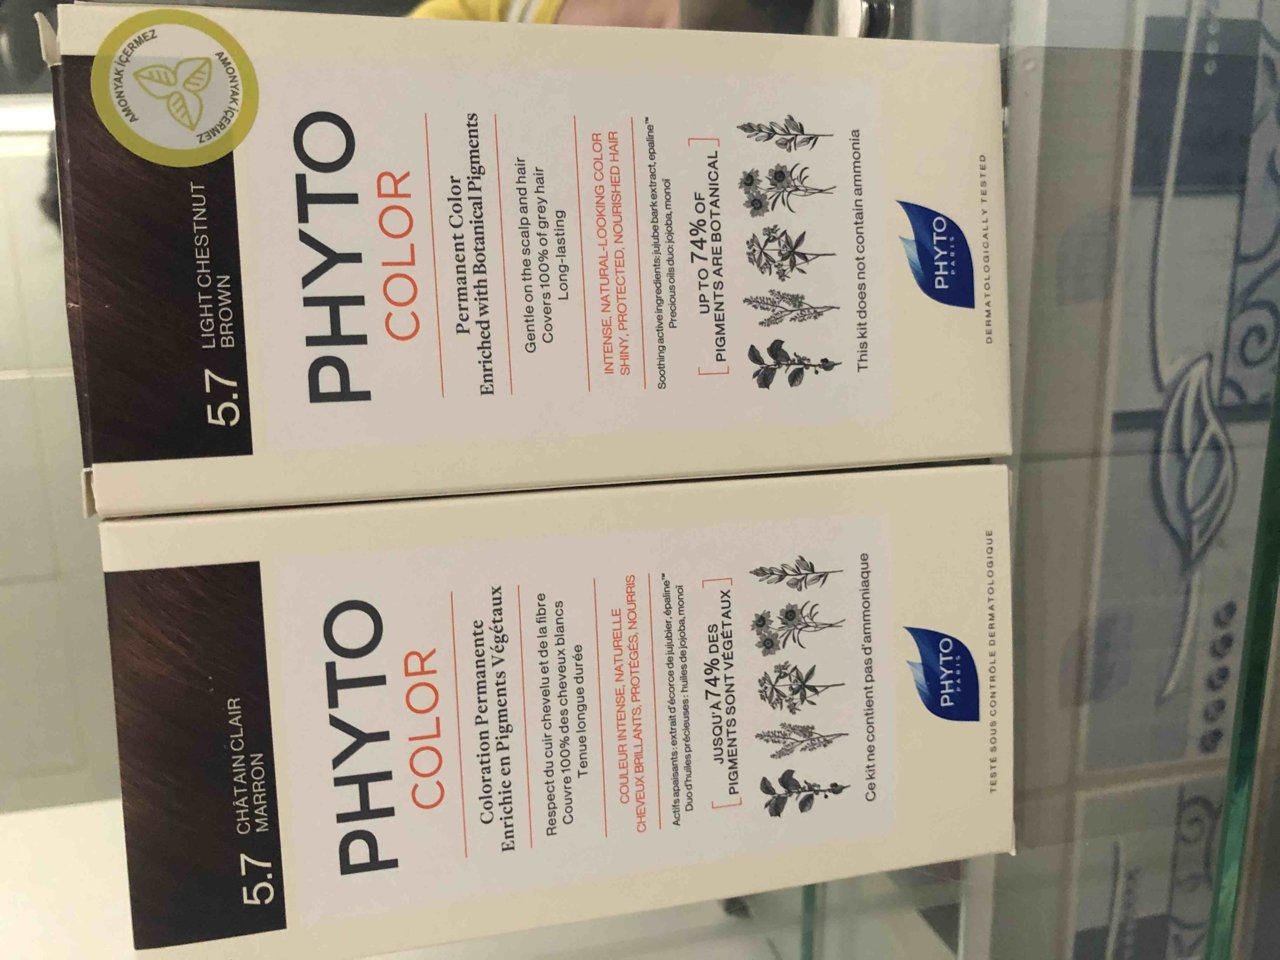 AMONYAK İÇERMEZ
AMONYAK İÇERMEZ
5.7 LIGHT CHESTNUT
BROWN
PHYTO
COLOR
Permanent Color
Enriched with Botanical Pigments
Gentle on the scalp and hair
Covers 100% of grey hair
Long-lasting
INTENSE, NATURAL-LOOKING COLOR
SHINY, PROTECTED, NOURISHED HAIR
Soothing active ingredients: jujube bark extract, epaline™
Precious oils duo: jojoba, monoï
[ UP TO 74% OF
PIGMENTS ARE BOTANICAL ]
This kit does not contain ammonia
PHYTO
PARIS
DERMATOLOGICALLY TESTED
5.7 CHÂTAIN CLAIR
MARRON
PHYTO
COLOR
Coloration Permanente
Enrichie en Pigments Végétaux
Respect du cuir chevelu et de la fibre
Couvre 100% des cheveux blancs
Tenue longue durée
COULEUR INTENSE, NATURELLE
CHEVEUX BRILLANTS, PROTÉGÉS, NOURRIS
Actifs apaisants : extrait d'écorce de jujubier, épaline™
Duo d'huiles précieuses : huiles de jojoba, monoï
[ JUSQU'À 74% DES
PIGMENTS SONT VÉGÉTAUX ]
Ce kit ne contient pas d'ammoniaque
PHYTO
PARIS
TESTÉ SOUS CONTRÔLE DERMATOLOGIQUE